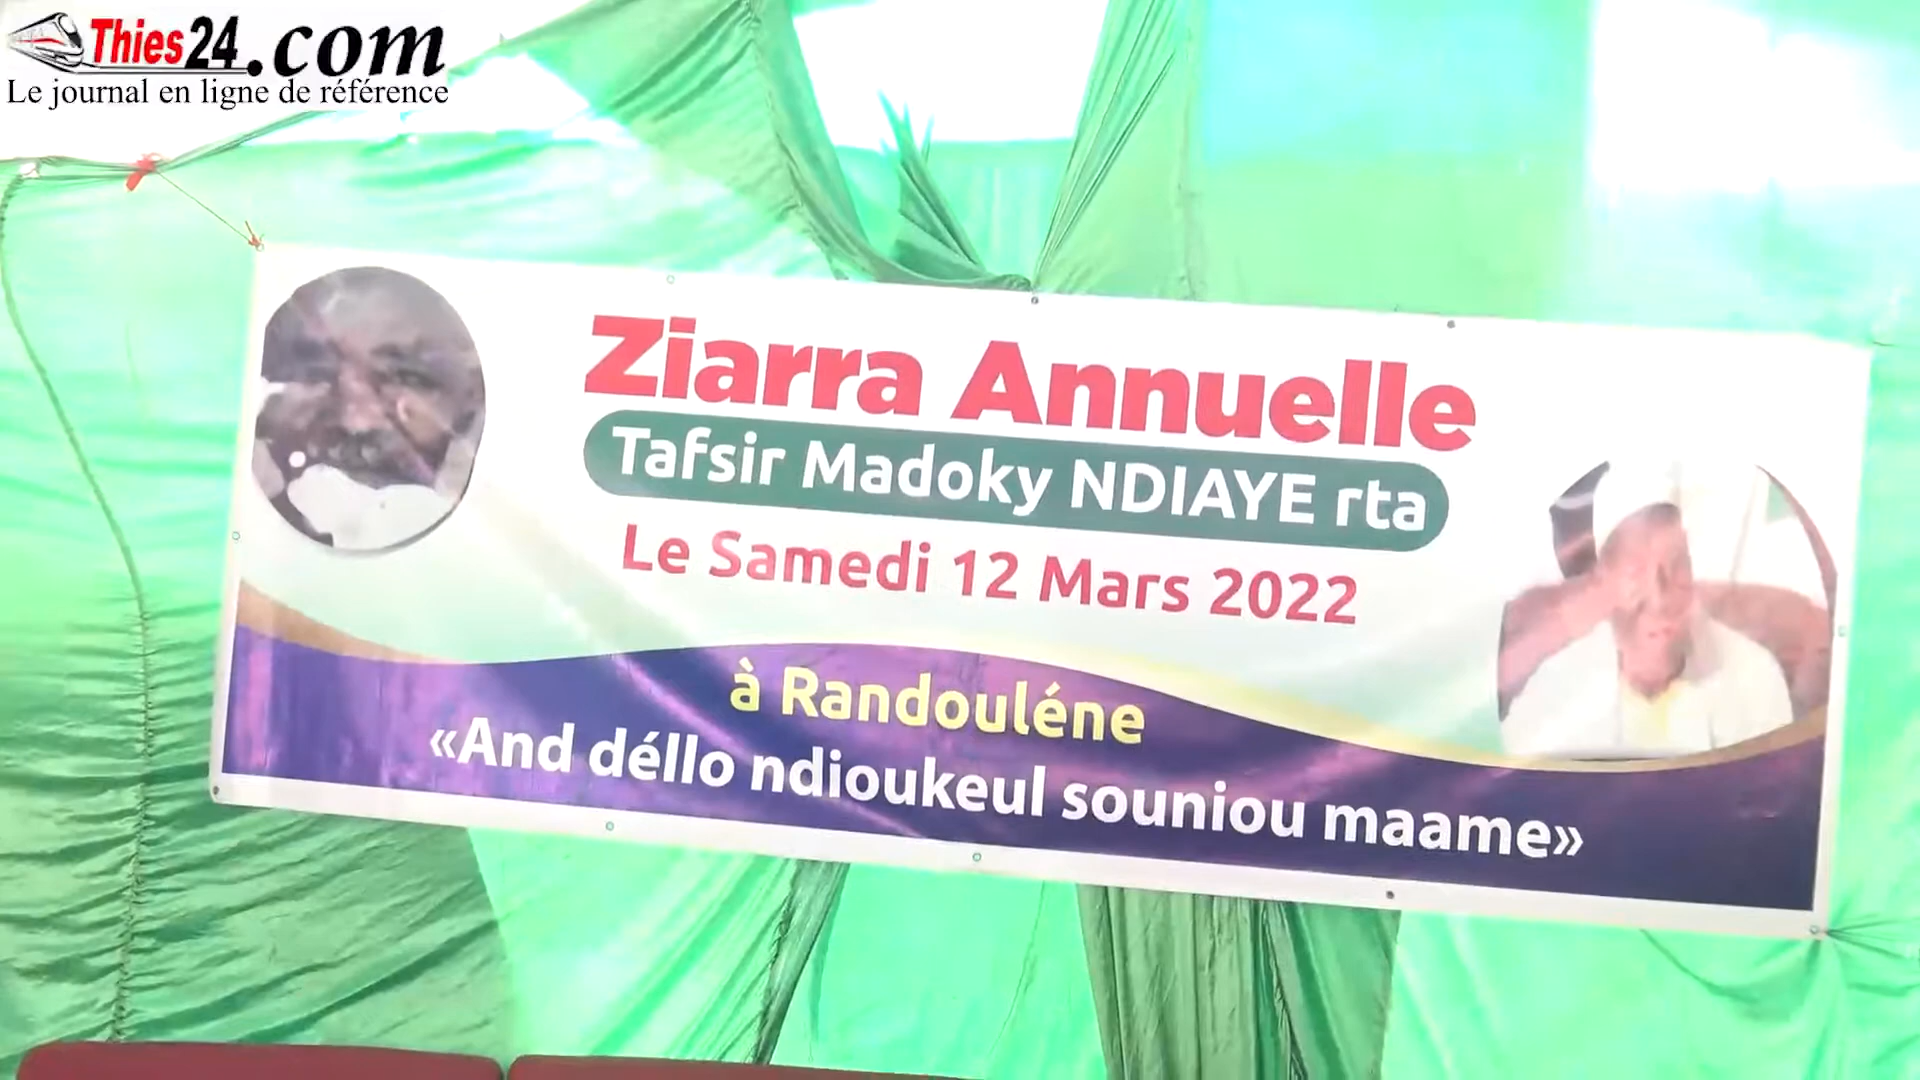 Thies24.com
Le journal en ligne de référence
Ziarra Annuelle
Tafsir Madoky NDIAYE rta
Le Samedi 12 Mars 2022
à Randouléne
«And déllo ndioukeul souniou maame»